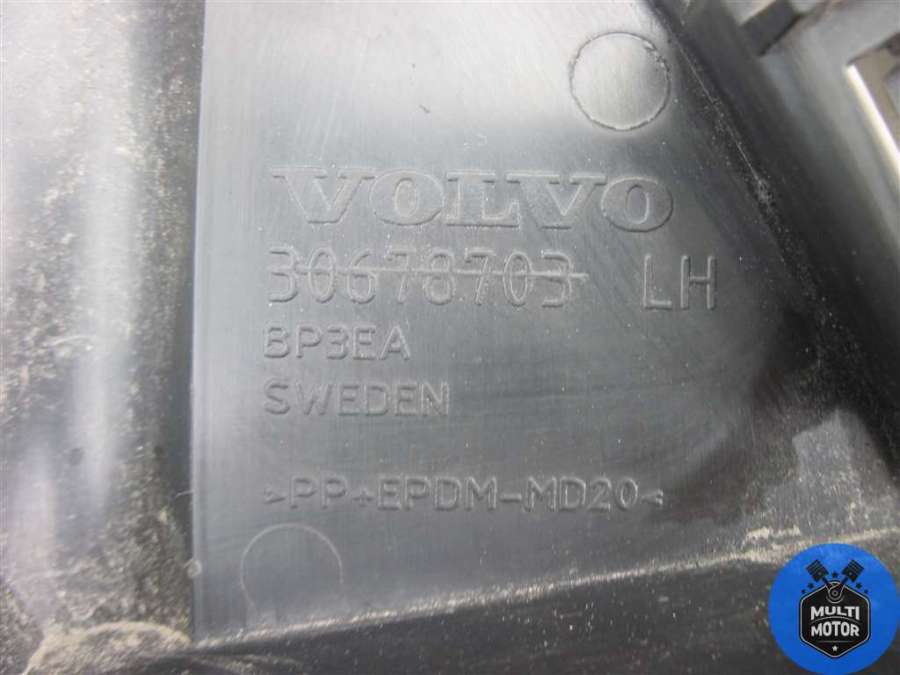 VOLVO
30678703 LH
BP3EA
SWEDEN
>PP+EPDM-MD20<
MULTI
MOTOR